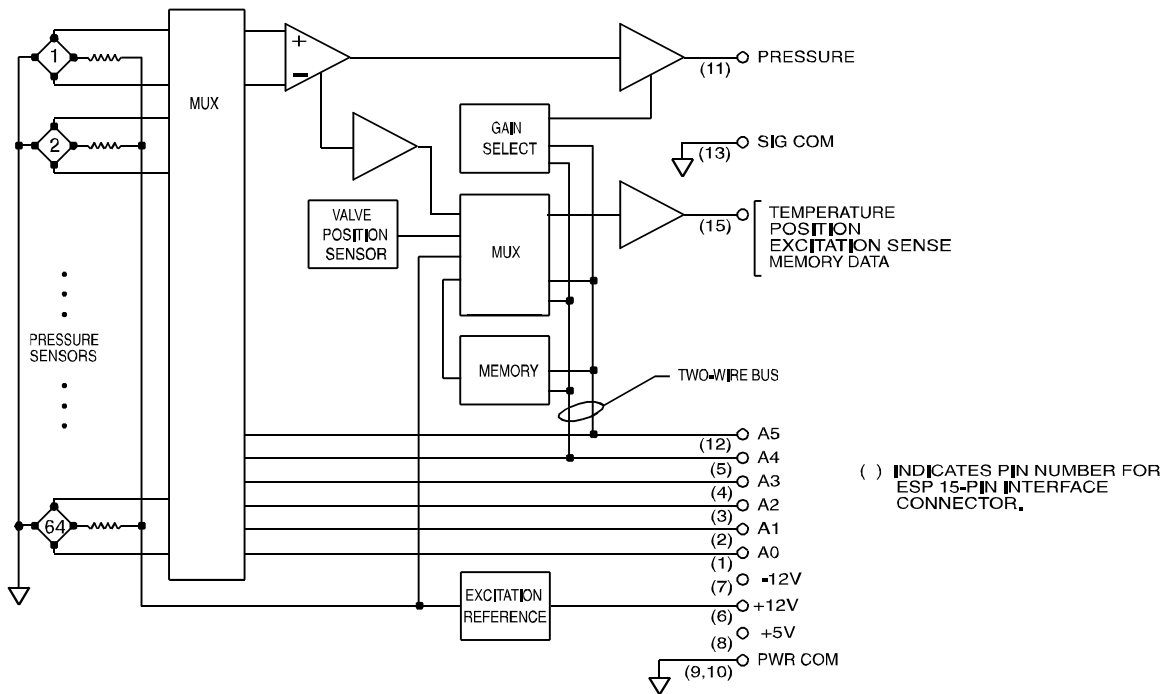 1
MUX
+
−
(11)
PRESSURE
2
GAIN
SELECT
(13)
SIG COM
VALVE
POSITION
SENSOR
MUX
(15)
TEMPERATURE
POSITION
EXCITATION SENSE
MEMORY DATA
PRESSURE
SENSORS
MEMORY
TWO-WIRE BUS
A5
(12)
A4
(5)
A3
(4)
A2
(3)
A1
(2)
A0
(1)
( ) INDICATES PIN NUMBER FOR
ESP 15-PIN INTERFACE
CONNECTOR.
64
-12V
(7)
EXCITATION
REFERENCE
+12V
(6)
+5V
(8)
PWR COM
(9,10)